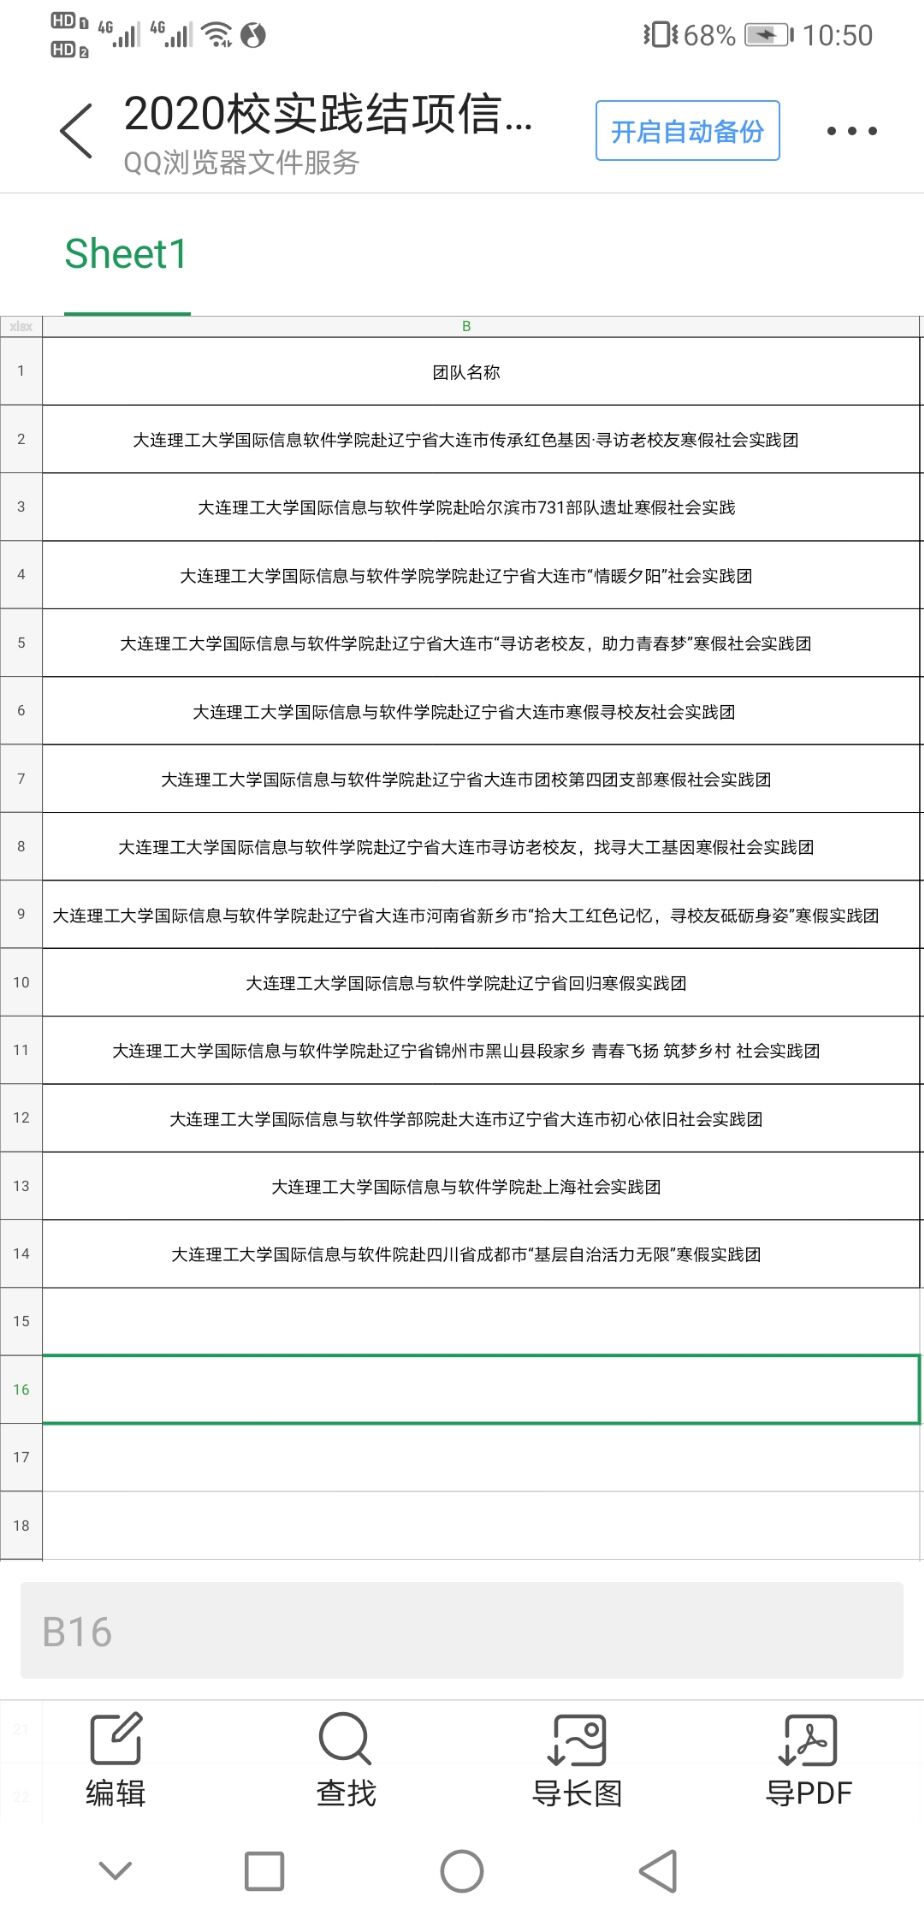 HD 1 4G 4G 68% 10:50
HD 2
2020校实践结项信...
QQ浏览器文件服务
开启自动备份
Sheet1
xlsx B
1 团队名称
2 大连理工大学国际信息软件学院赴辽宁省大连市传承红色基因·寻访老校友寒假社会实践团
3 大连理工大学国际信息与软件学院赴哈尔滨市731部队遗址寒假社会实践
4 大连理工大学国际信息与软件学院学院赴辽宁省大连市“情暖夕阳”社会实践团
5 大连理工大学国际信息与软件学院赴辽宁省大连市“寻访老校友，助力青春梦”寒假社会实践团
6 大连理工大学国际信息与软件学院赴辽宁省大连市寒假寻校友社会实践团
7 大连理工大学国际信息与软件学院赴辽宁省大连市团校第四团支部寒假社会实践团
8 大连理工大学国际信息与软件学院赴辽宁省大连市寻访老校友，找寻大工基因寒假社会实践团
9 大连理工大学国际信息与软件学院赴辽宁省大连市河南省新乡市“拾大工红色记忆，寻校友砥砺身姿”寒假实践团
10 大连理工大学国际信息与软件学院赴辽宁省回归寒假实践团
11 大连理工大学国际信息与软件学院赴辽宁省锦州市黑山县段家乡 青春飞扬 筑梦乡村 社会实践团
12 大连理工大学国际信息与软件学部院赴大连市辽宁省大连市初心依旧社会实践团
13 大连理工大学国际信息与软件学院赴上海社会实践团
14 大连理工大学国际信息与软件院赴四川省成都市“基层自治活力无限”寒假实践团
15
16
17
18
B16
21
22
编辑 查找 导长图 导PDF